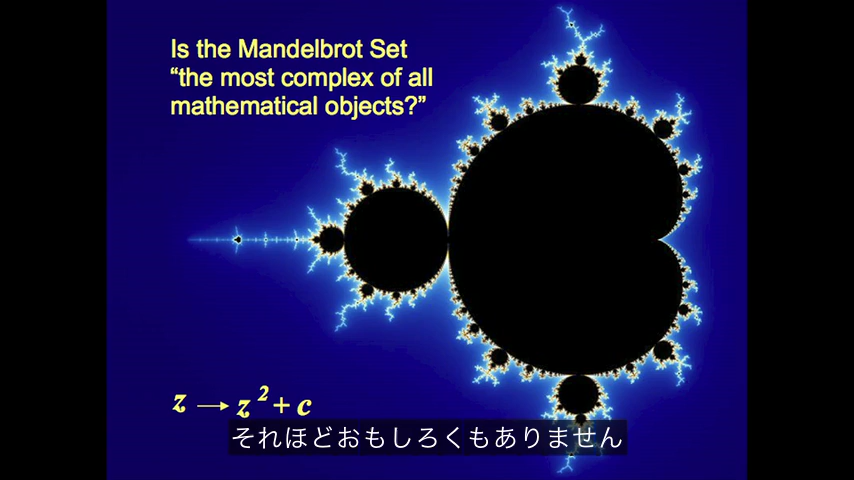 Is the Mandelbrot Set
“the most complex of all
mathematical objects?”
z → z² + c
それほどおもしろくもありません